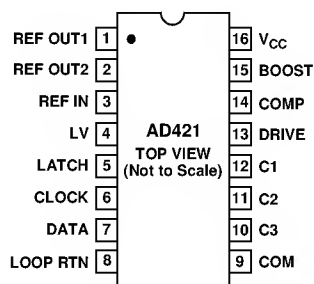 REF OUT1 1
16 VCC
REF OUT2 2
15 BOOST
REF IN 3
14 COMP
LV 4
AD421
13 DRIVE
TOP VIEW
LATCH 5
(Not to Scale)
12 C1
CLOCK 6
11 C2
DATA 7
10 C3
LOOP RTN 8
9 COM